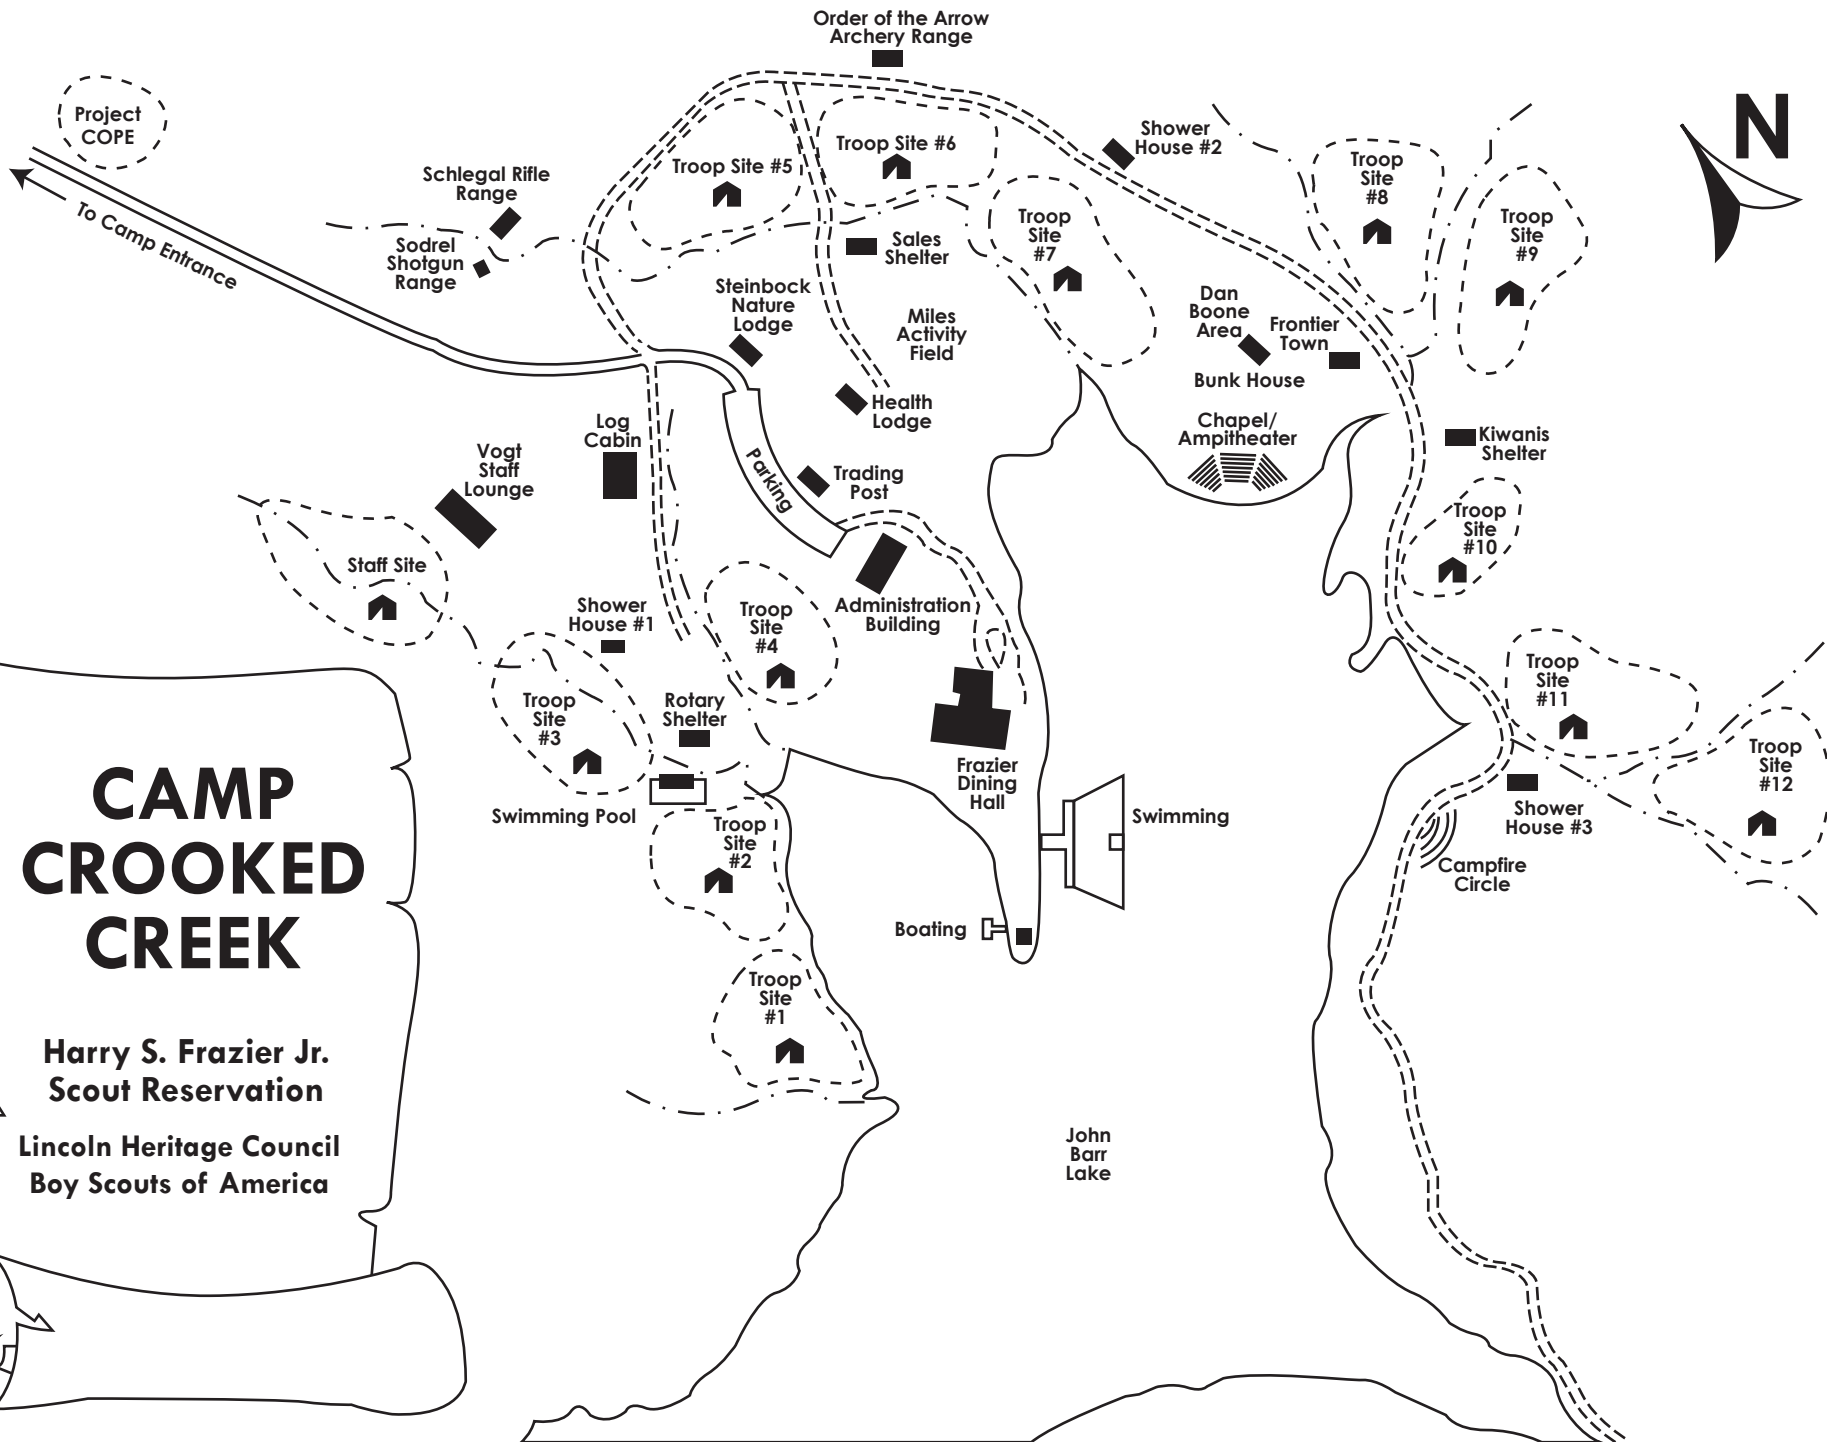 Order of the Arrow
Archery Range
N
Project
COPE
To Camp Entrance
Schlegal Rifle
Range
Sodrel
Shotgun
Range
Troop Site #5
Troop Site #6
Shower
House #2
Troop
Site
#8
Troop
Site
#9
Troop
Site
#7
Sales
Shelter
Steinbock
Nature
Lodge
Miles
Activity
Field
Dan
Boone
Area
Frontier
Town
Bunk House
Health
Lodge
Chapel/
Ampitheater
Kiwanis
Shelter
Log
Cabin
Vogt
Staff
Lounge
Parking
Trading
Post
Troop
Site
#10
Staff Site
Shower
House #1
Troop
Site
#4
Administration
Building
Troop
Site
#11
Troop
Site
#12
Troop
Site
#3
Rotary
Shelter
Frazier
Dining
Hall
Swimming Pool
Swimming
Shower
House #3
Troop
Site
#2
Campfire
Circle
Boating
Troop
Site
#1
John
Barr
Lake
CAMP
CROOKED
CREEK
Harry S. Frazier Jr.
Scout Reservation
Lincoln Heritage Council
Boy Scouts of America